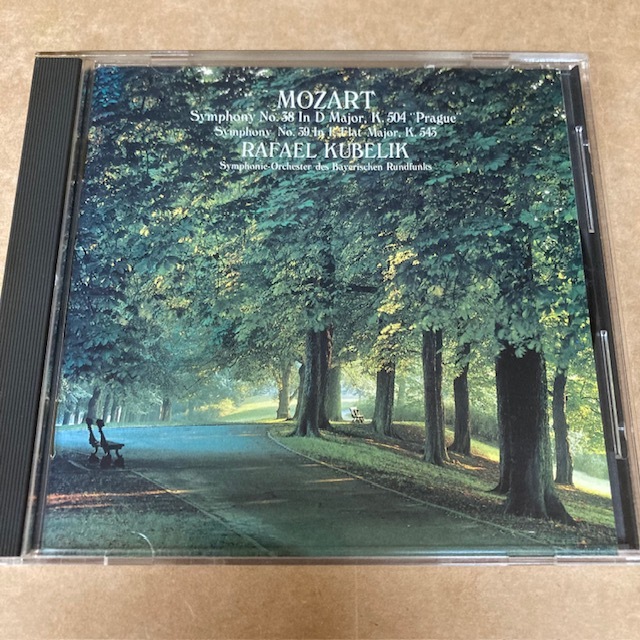 MOZART
Symphony No. 38 In D Major, K. 504 "Prague"
Symphony No. 39 In E Flat Major, K. 543
RAFAEL KUBELIK
Symphonie-Orchester des Bayerischen Rundfunks